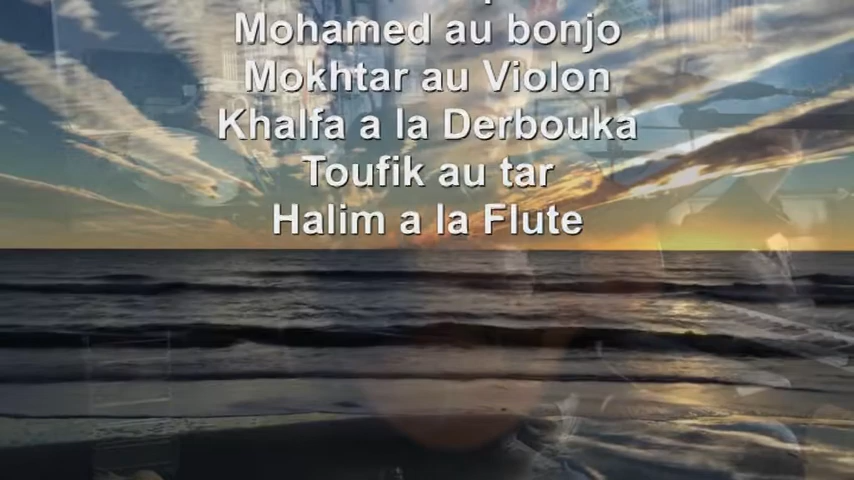 Mohamed au bonjo
Mokhtar au Violon
Khalfa a la Derbouka
Toufik au tar
Halim a la Flute